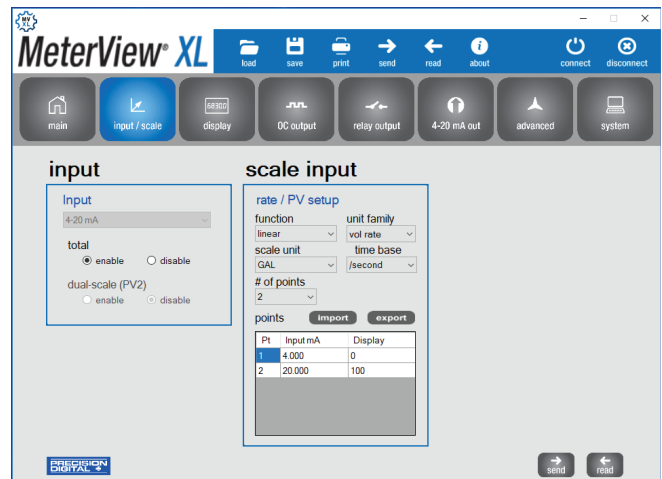 MV
XL
MeterView® XL
load save print send read about connect disconnect
main input / scale 68300 display OC output relay output 4-20 mA out advanced system
input
Input
4-20 mA
total
enable disable
dual-scale (PV2)
enable disable
scale input
rate / PV setup
function unit family
linear vol rate
scale unit time base
GAL /second
# of points
2
points import export
Pt Input mA Display
1 4.000 0
2 20.000 100
PRECISION
DIGITAL
send read